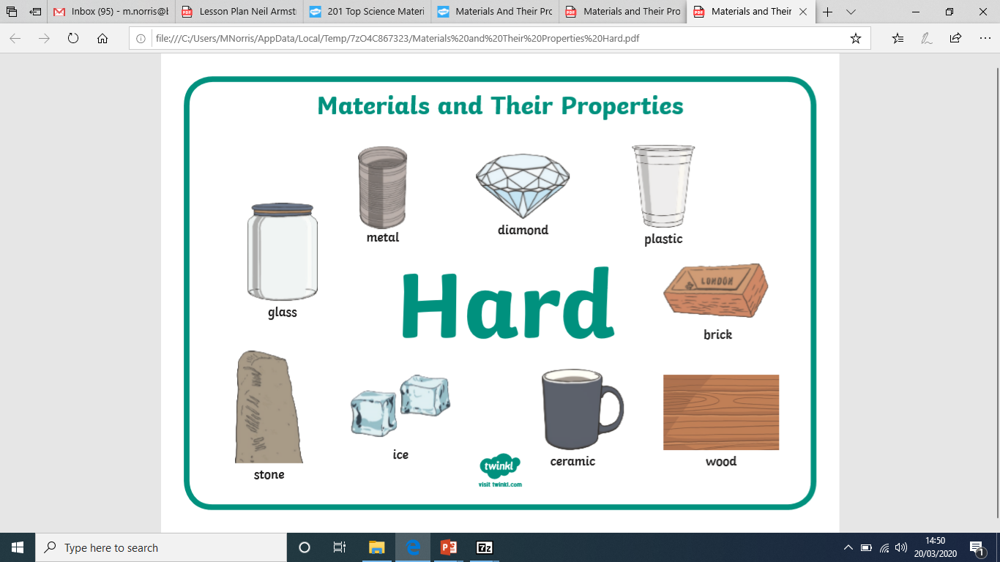 Inbox (95) - m.norris@b
Lesson Plan Neil Armst
201 Top Science Materi
Materials And Their Pro
Materials and Their Pro
Materials and Their
file:///C:/Users/MNorris/AppData/Local/Temp/7zO4C867323/Materials%20and%20Their%20Properties%20Hard.pdf
Materials and Their Properties
metal
diamond
plastic
glass
Hard
LONDON
brick
stone
ice
ceramic
wood
twinkl
visit twinkl.com
Type here to search
7z
14:50
20/03/2020
1